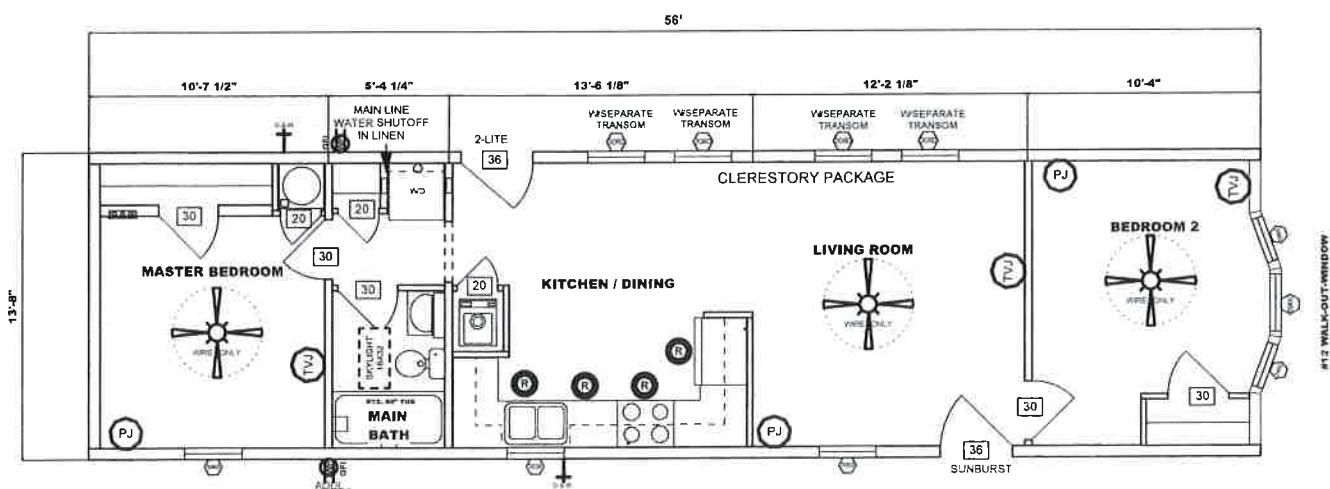 56'
10'-7 1/2"
5'-4 1/4"
13'-6 1/8"
12'-2 1/8"
10'-4"
MAIN LINE
WATER SHUTOFF
IN LINEN
2-LITE
36
W/SEPARATE
TRANSOM
W/SEPARATE
TRANSOM
W/SEPARATE
TRANSOM
W/SEPARATE
TRANSOM
GFI
CW
CLERESTORY PACKAGE
PJ
TVJ
30
20
20
30
MASTER BEDROOM
30
20
KITCHEN / DINING
LIVING ROOM
TVJ
BEDROOM 2
13'-8"
WIRE ONLY
WIRE ONLY
WIRE ONLY
#12 WALK-OUT-WINDOW
SKYLIGHT
TVJ
R
R
R
R
30
30
MAIN
BATH
PJ
PJ
36
SUNBURST
GFI
ADDL.